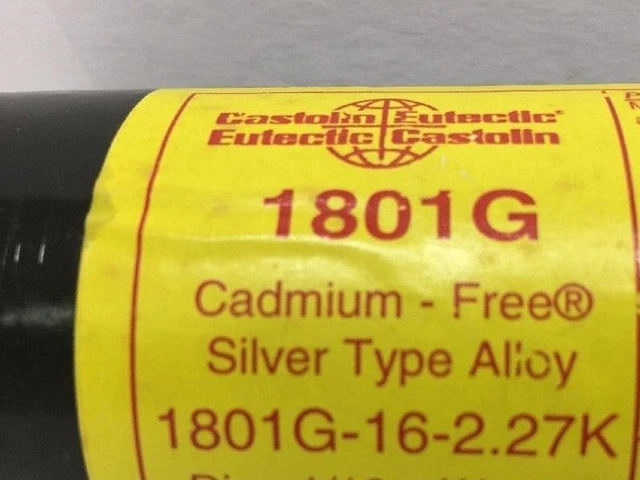 Castolin Eutectic®
Eutectic Castolin
1801G
Cadmium - Free®
Silver Type Alloy
1801G-16-2.27K